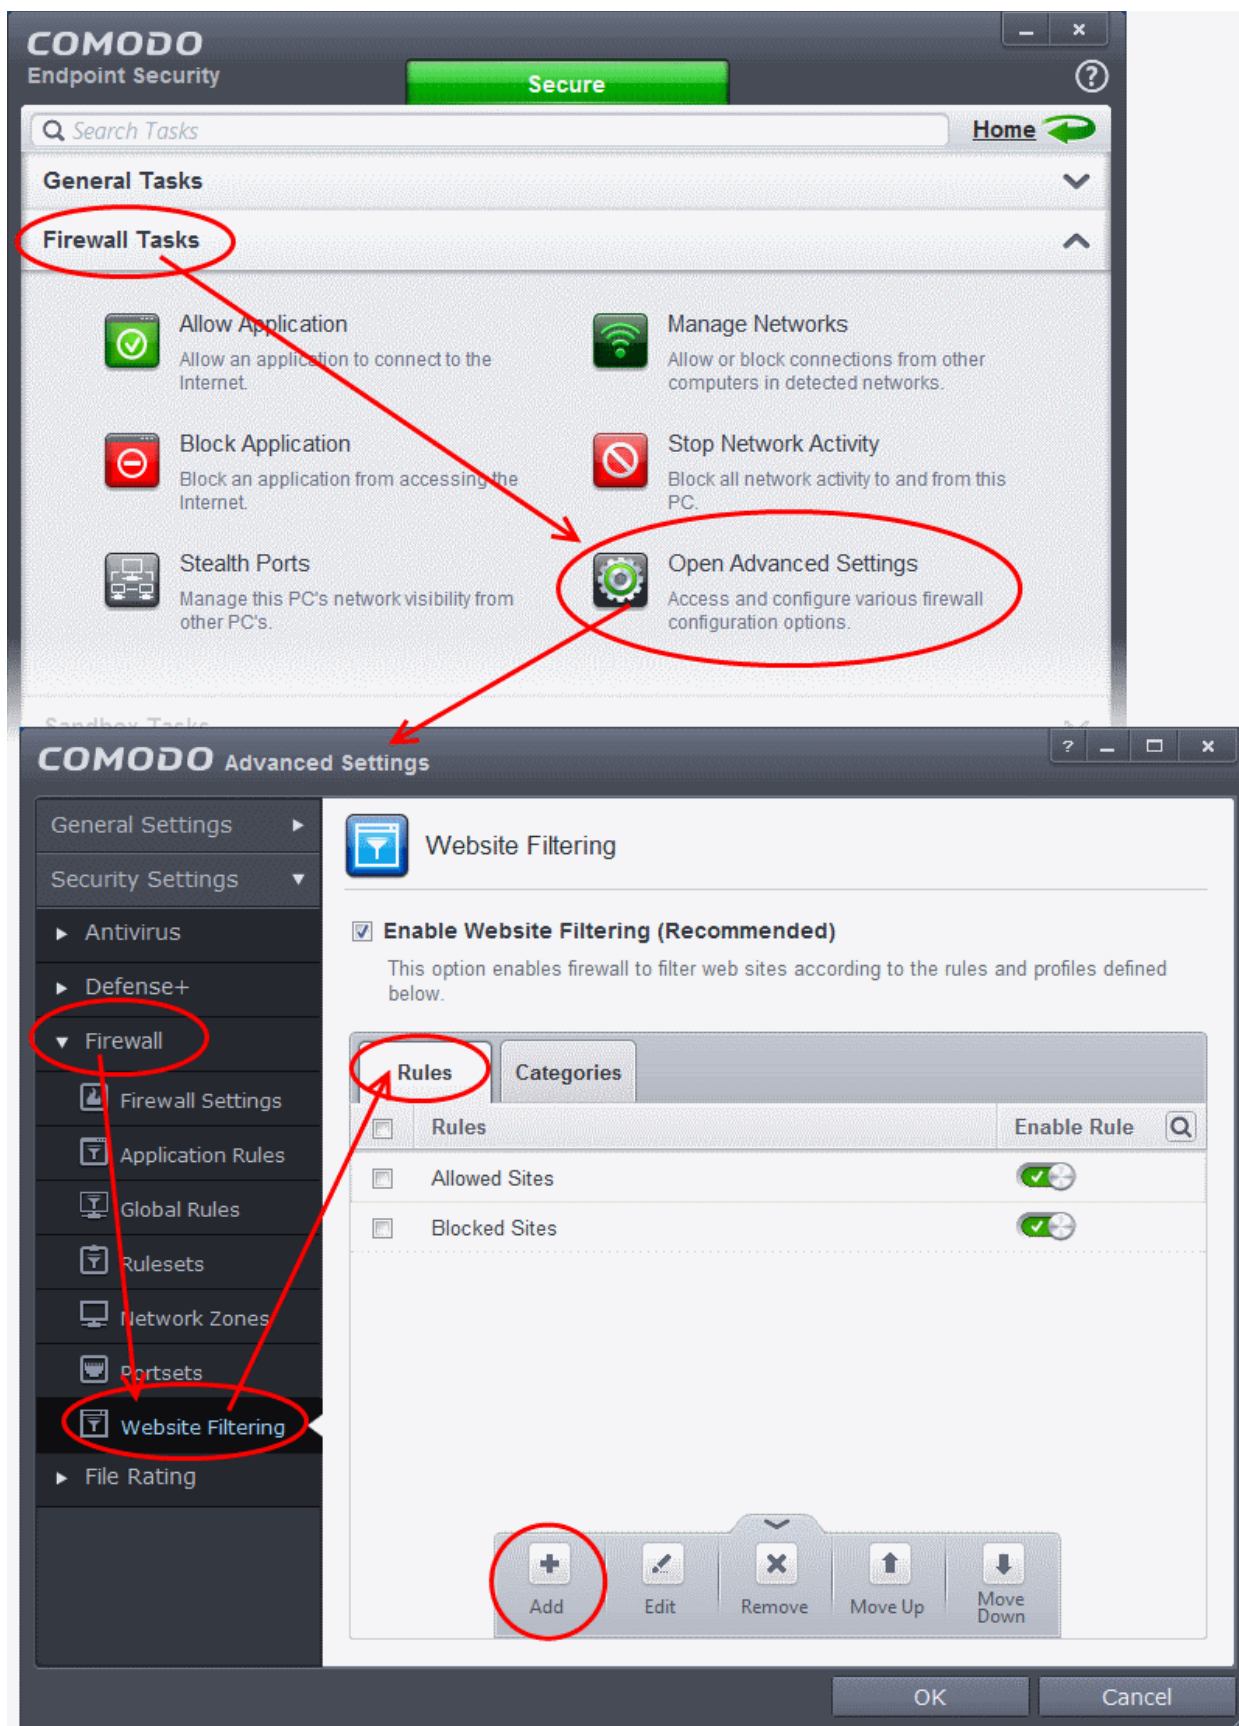 COMODO
Endpoint Security
Secure
Search Tasks
Home
General Tasks
Firewall Tasks
Allow Application
Allow an application to connect to the
Internet.
Manage Networks
Allow or block connections from other
computers in detected networks.
Block Application
Block an application from accessing the
Internet.
Stop Network Activity
Block all network activity to and from this
PC.
Stealth Ports
Manage this PC's network visibility from
other PC's.
Open Advanced Settings
Access and configure various firewall
configuration options.
Sandbox Tasks
COMODO Advanced Settings
General Settings
Security Settings
Antivirus
Defense+
Firewall
Firewall Settings
Application Rules
Global Rules
Rulesets
Network Zones
Portsets
Website Filtering
File Rating
Website Filtering
Enable Website Filtering (Recommended)
This option enables firewall to filter web sites according to the rules and profiles defined
below.
Rules
Categories
Rules
Enable Rule
Allowed Sites
Blocked Sites
Add
Edit
Remove
Move Up
Move
Down
OK
Cancel